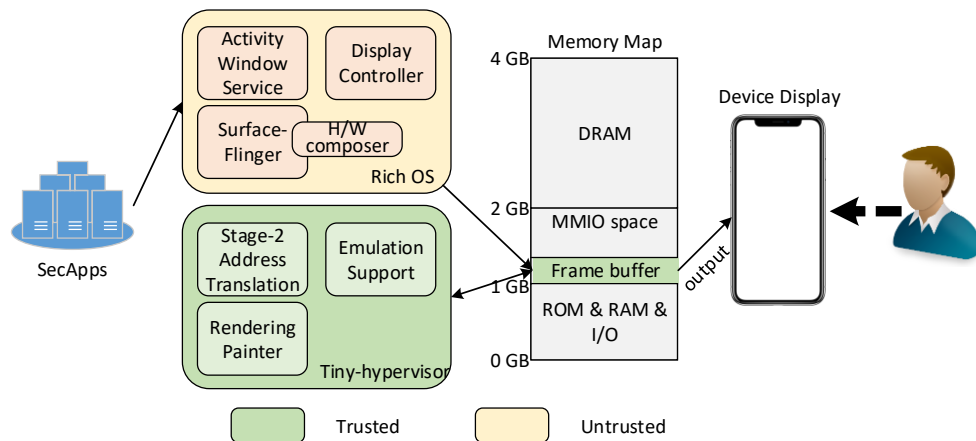 Activity
Window
Service
Display
Controller
Surface-
Flinger
H/W
composer
Rich OS
SecApps
Stage-2
Address
Translation
Emulation
Support
Rendering
Painter
Tiny-hypervisor
Memory Map
4 GB
DRAM
2 GB
MMIO space
Frame buffer
1 GB
ROM & RAM &
I/O
0 GB
output
Device Display
Trusted
Untrusted